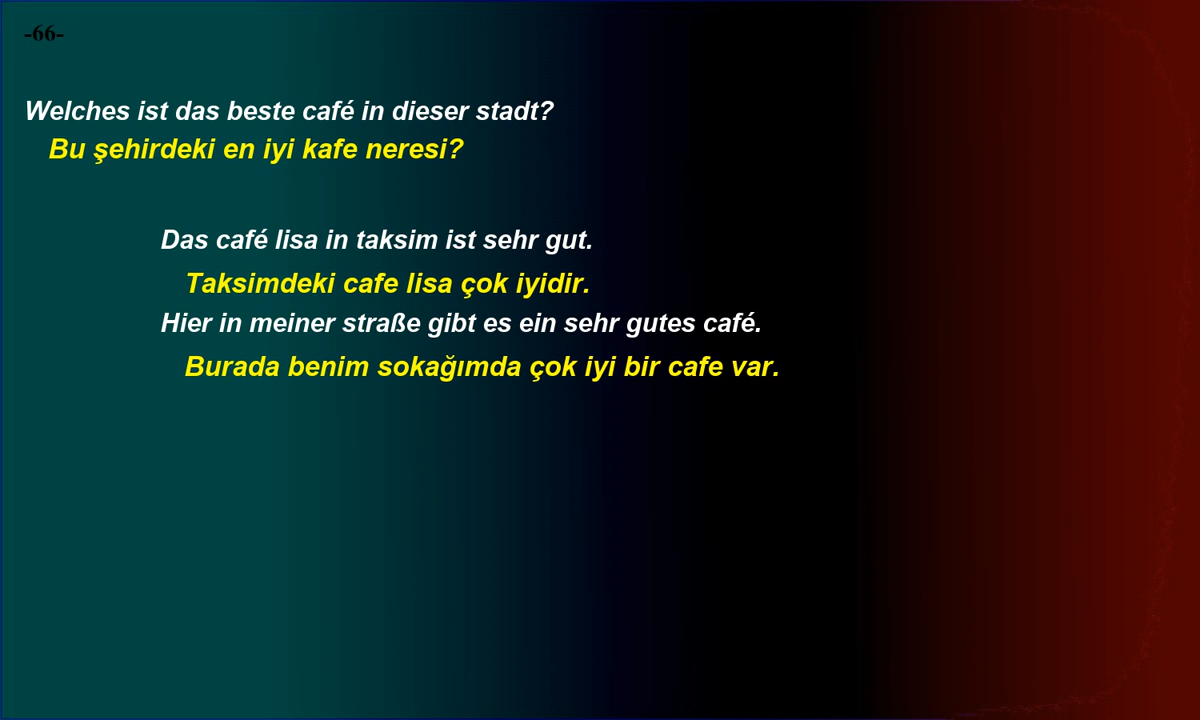 -66-
Welches ist das beste café in dieser stadt?
Bu şehirdeki en iyi kafe neresi?
Das café lisa in taksim ist sehr gut.
Taksimdeki cafe lisa çok iyidir.
Hier in meiner straße gibt es ein sehr gutes café.
Burada benim sokağımda çok iyi bir cafe var.